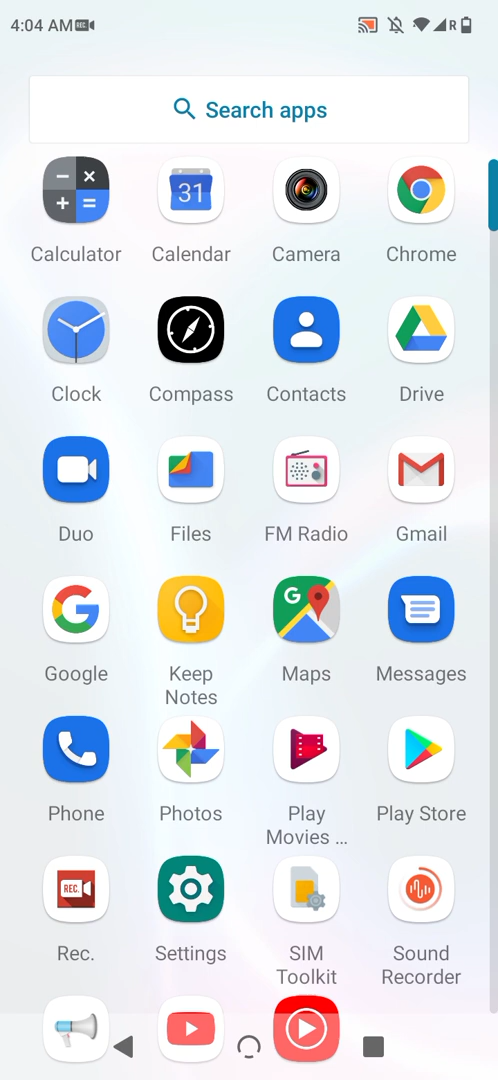 4:04 AM REC R
Search apps
31
Calculator Calendar Camera Chrome
Clock Compass Contacts Drive
Duo Files FM Radio Gmail
G
Google Keep Notes Maps Messages
Phone Photos Play Movies ... Play Store
REC.
Rec. Settings SIM Toolkit Sound Recorder